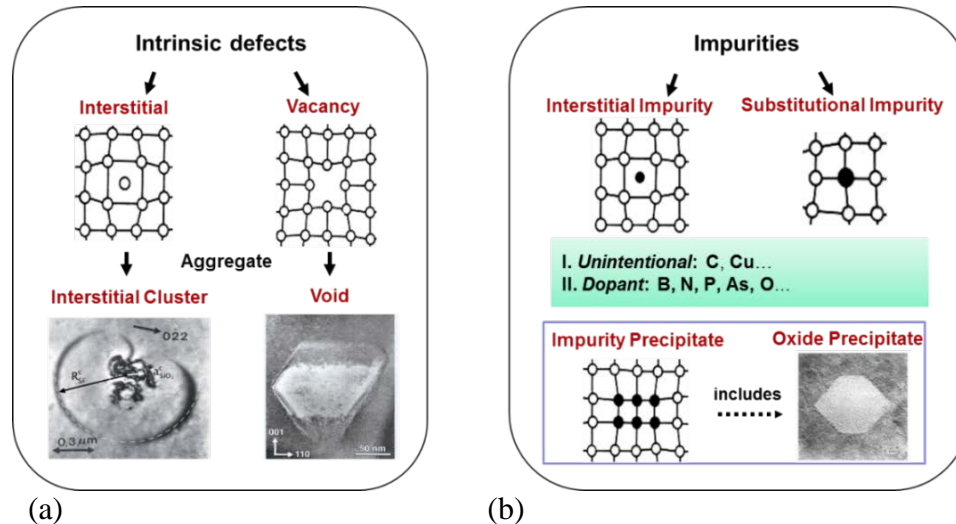 Intrinsic defects
Interstitial
Vacancy
Aggregate
Interstitial Cluster
Void
022
0,3 μm
001
110
50 nm
(a)
Impurities
Interstitial Impurity
Substitutional Impurity
I. Unintentional: C, Cu...
II. Dopant: B, N, P, As, O...
Impurity Precipitate
Oxide Precipitate
includes
(b)